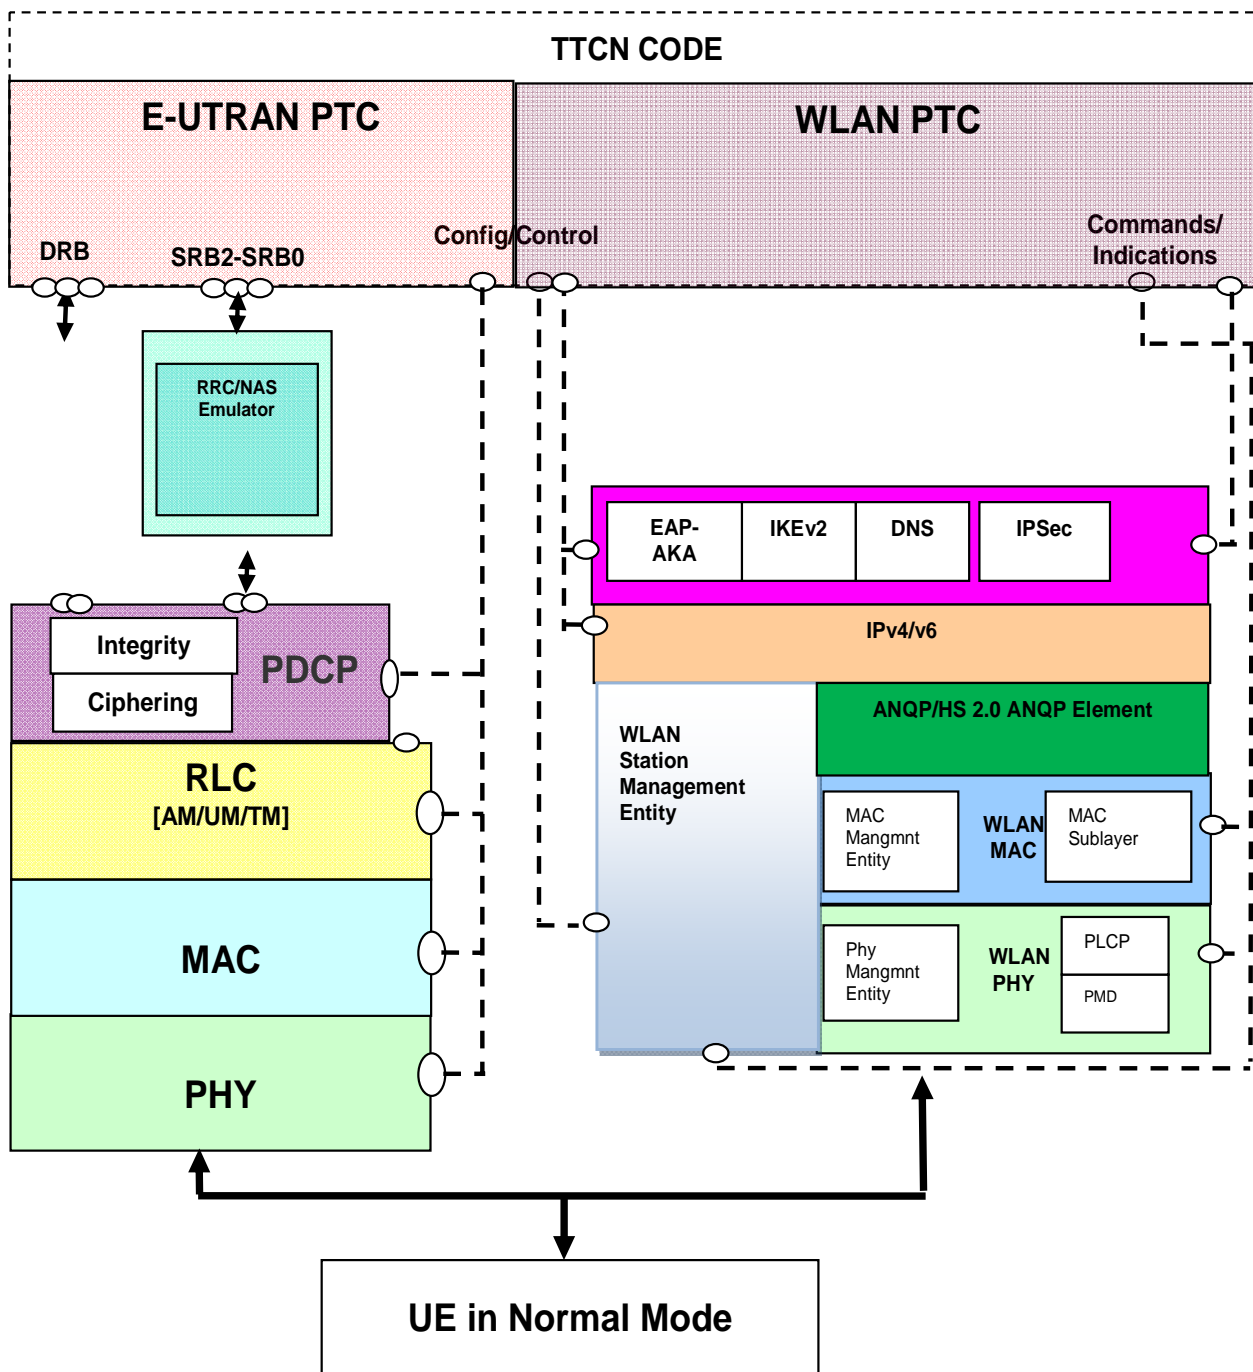 TTCN CODE
E-UTRAN PTC
WLAN PTC
DRB
SRB2-SRB0
Config/Control
Commands/
Indications
RRC/NAS
Emulator
EAP-
AKA
IKEv2
DNS
IPSec
IPv4/v6
Integrity
Ciphering
PDCP
ANQP/HS 2.0 ANQP Element
WLAN
Station
Management
Entity
RLC
[AM/UM/TM]
MAC
Mangmnt
Entity
WLAN
MAC
MAC
Sublayer
MAC
Phy
Mangmnt
Entity
WLAN
PHY
PLCP
PMD
PHY
UE in Normal Mode